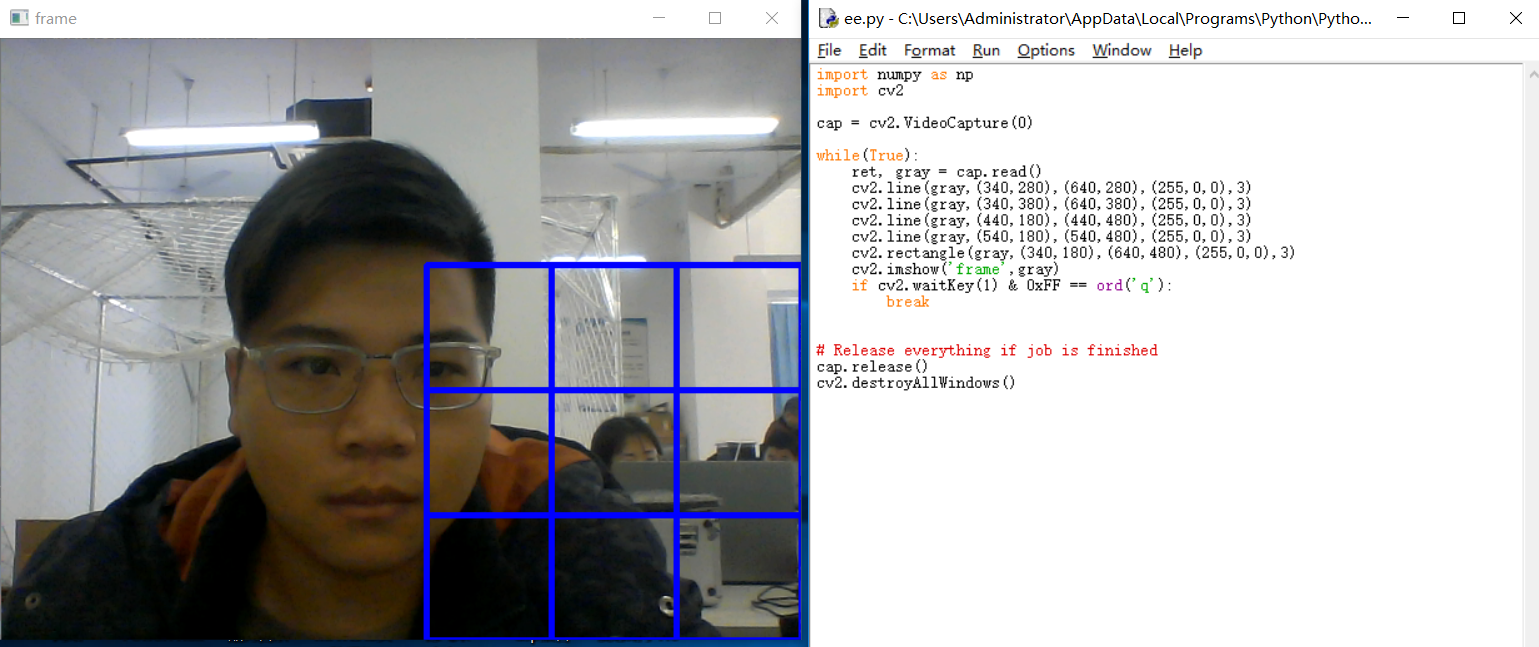 frame
ee.py - C:\Users\Administrator\AppData\Local\Programs\Python\Pytho...
File Edit Format Run Options Window Help
import numpy as np
import cv2
cap = cv2.VideoCapture(0)
while(True):
    ret, gray = cap.read()
    cv2.line(gray,(340,280),(640,280),(255,0,0),3)
    cv2.line(gray,(340,380),(640,380),(255,0,0),3)
    cv2.line(gray,(440,180),(440,480),(255,0,0),3)
    cv2.line(gray,(540,180),(540,480),(255,0,0),3)
    cv2.rectangle(gray,(340,180),(640,480),(255,0,0),3)
    cv2.imshow('frame',gray)
    if cv2.waitKey(1) & 0xFF == ord('q'):
        break
# Release everything if job is finished
cap.release()
cv2.destroyAllWindows()